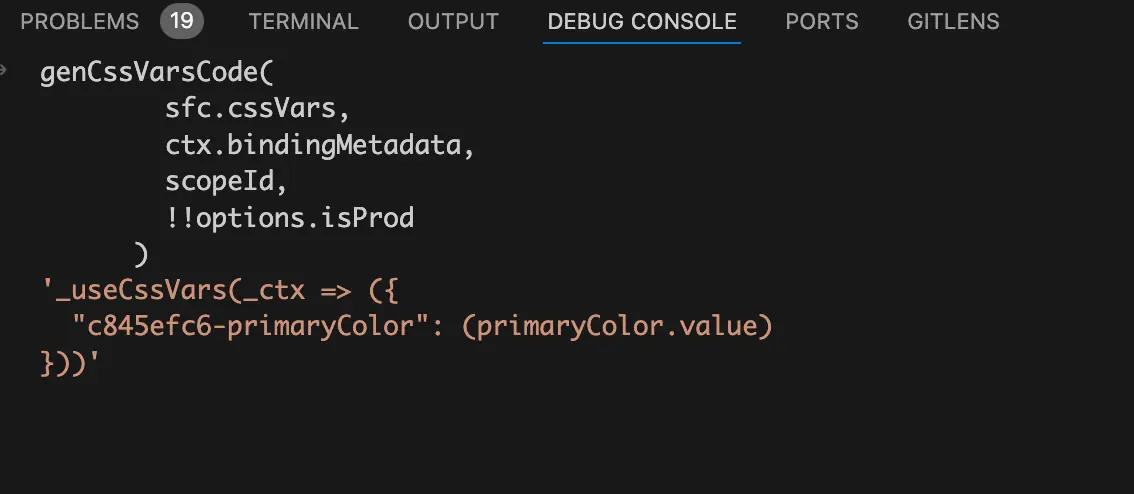 PROBLEMS 19 TERMINAL OUTPUT DEBUG CONSOLE PORTS GITLENS
genCssVarsCode(
        sfc.cssVars,
        ctx.bindingMetadata,
        scopeId,
        !!options.isProd
      )
'_useCssVars(_ctx => ({
  "c845efc6-primaryColor": (primaryColor.value)
}))'